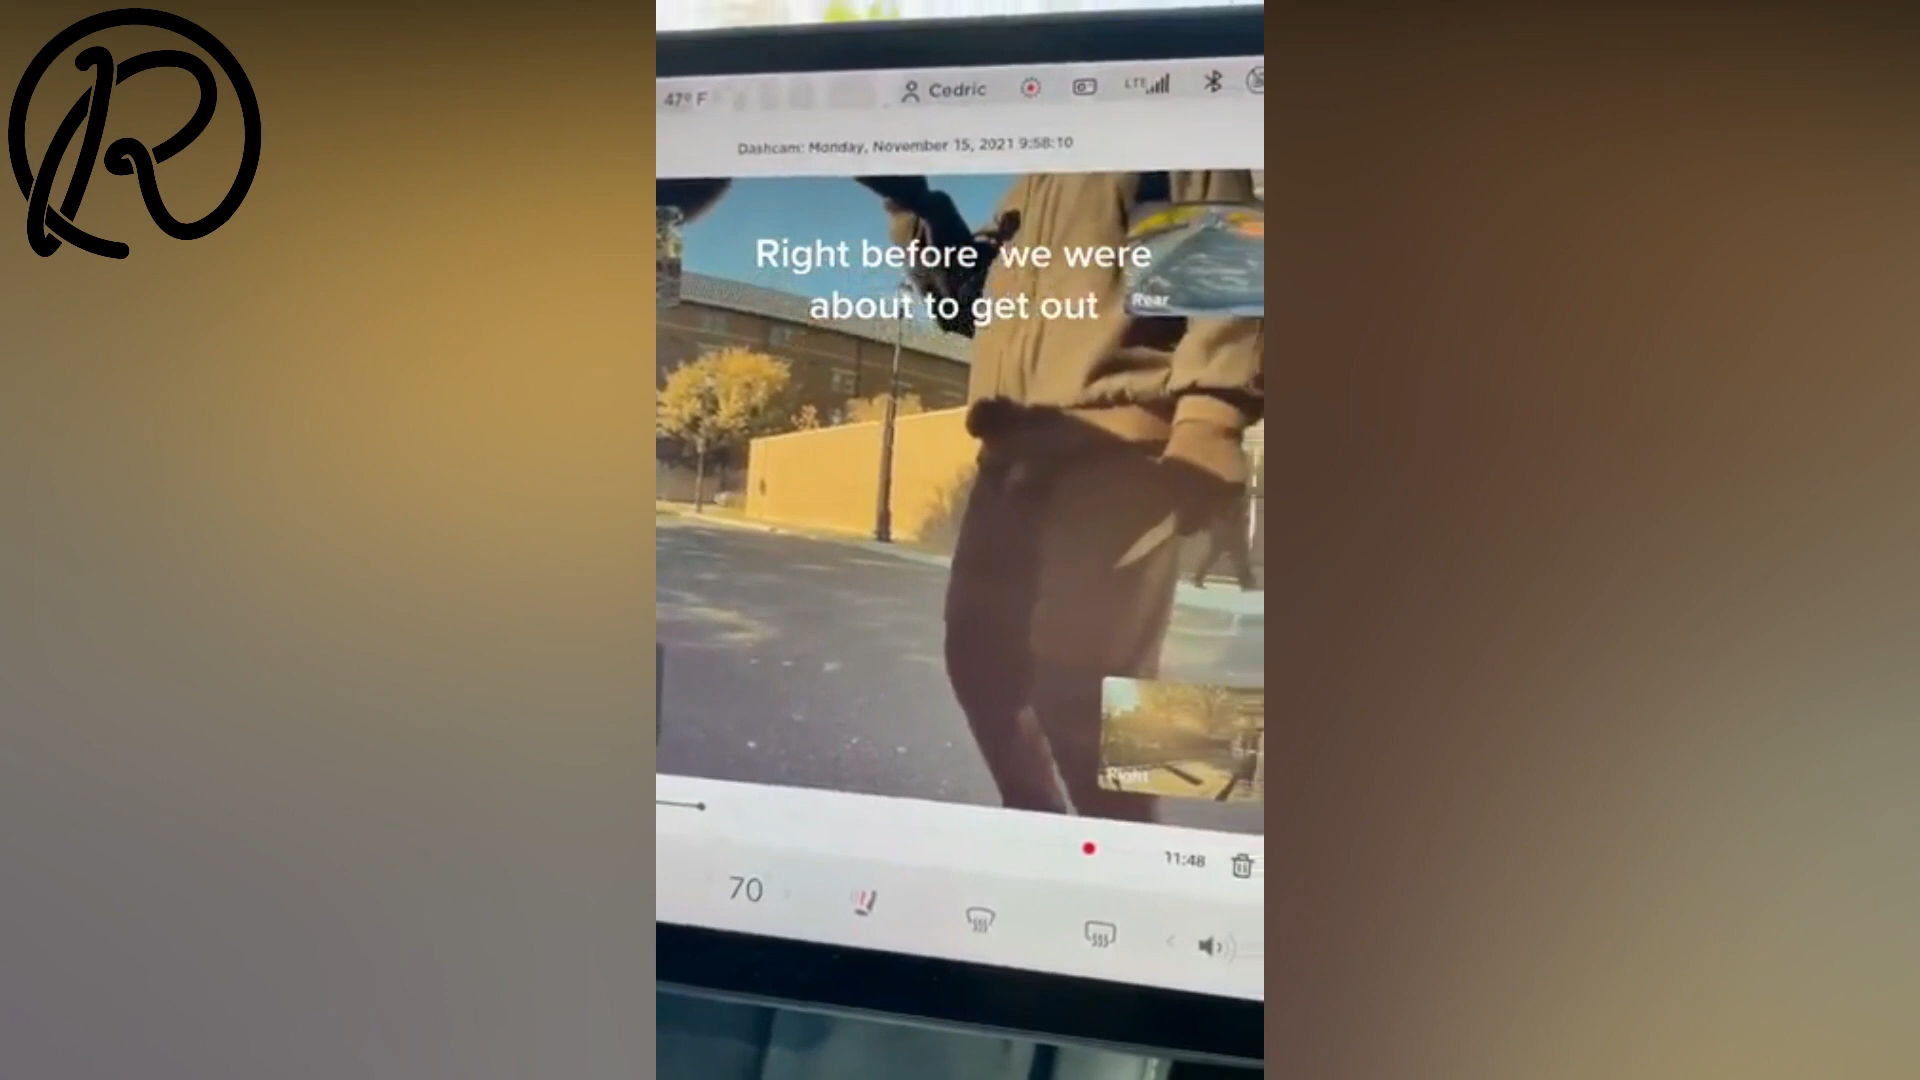 47° F
Cedric
LTE
Dashcam: Monday, November 15, 2021 9:58:10
Right before we were
about to get out
Rear
Right
11:48
70